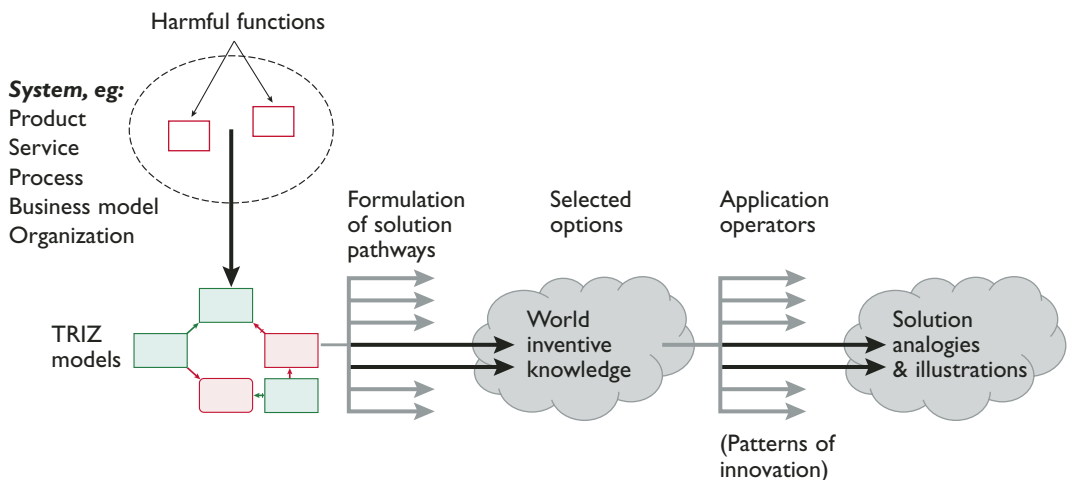 Harmful functions
System, eg:
Product
Service
Process
Business model
Organization
Formulation
of solution
pathways
Selected
options
Application
operators
TRIZ
models
World
inventive
knowledge
Solution
analogies
& illustrations
(Patterns of
innovation)